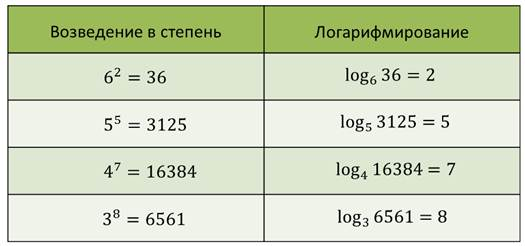 Возведение в степень Логарифмирование
6² = 36 log₆ 36 = 2
5⁵ = 3125 log₅ 3125 = 5
4⁷ = 16384 log₄ 16384 = 7
3⁸ = 6561 log₃ 6561 = 8